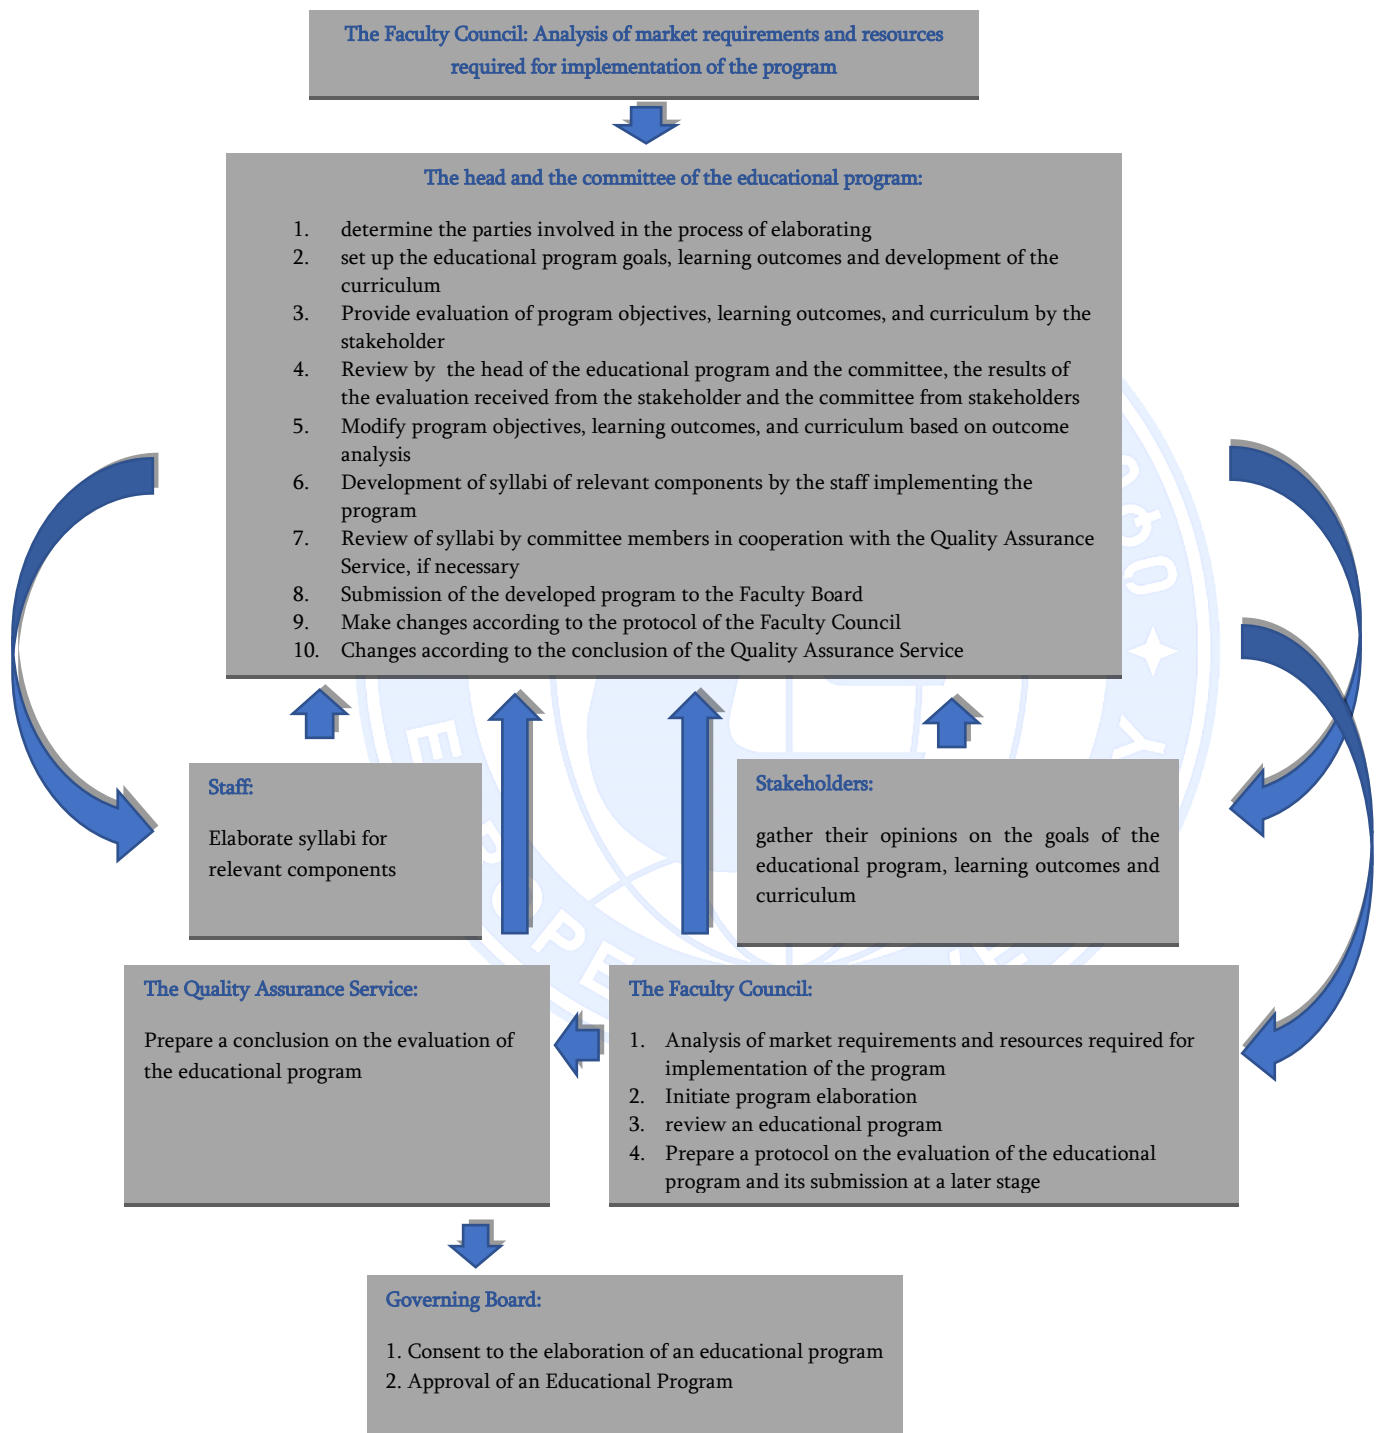 The Faculty Council: Analysis of market requirements and resources
required for implementation of the program
The head and the committee of the educational program:
1. determine the parties involved in the process of elaborating
2. set up the educational program goals, learning outcomes and development of the
curriculum
3. Provide evaluation of program objectives, learning outcomes, and curriculum by the
stakeholder
4. Review by  the head of the educational program and the committee, the results of
the evaluation received from the stakeholder and the committee from stakeholders
5. Modify program objectives, learning outcomes, and curriculum based on outcome
analysis
6. Development of syllabi of relevant components by the staff implementing the
program
7. Review of syllabi by committee members in cooperation with the Quality Assurance
Service, if necessary
8. Submission of the developed program to the Faculty Board
9. Make changes according to the protocol of the Faculty Council
10. Changes according to the conclusion of the Quality Assurance Service
Staff:
Elaborate syllabi for
relevant components
Stakeholders:
gather their opinions on the goals of the
educational program, learning outcomes and
curriculum
The Quality Assurance Service:
Prepare a conclusion on the evaluation of
the educational program
The Faculty Council:
1. Analysis of market requirements and resources required for
implementation of the program
2. Initiate program elaboration
3. review an educational program
4. Prepare a protocol on the evaluation of the educational
program and its submission at a later stage
Governing Board:
1. Consent to the elaboration of an educational program
2. Approval of an Educational Program